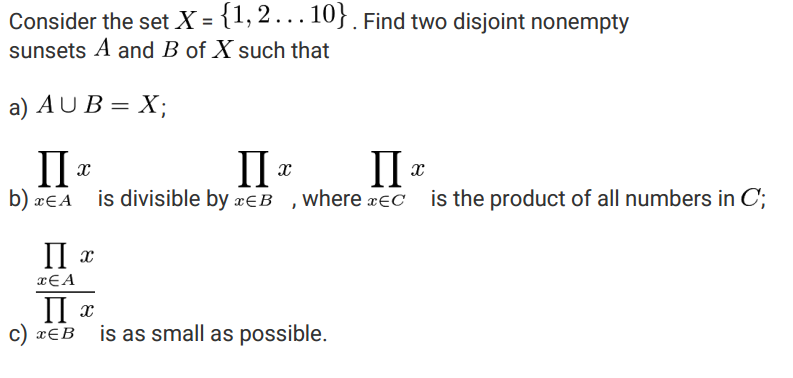 Consider the set X = {1, 2 . . . 10}. Find two disjoint nonempty
sunsets A and B of X such that
a) A ∪ B = X;
b) ∏_{x∈A} x is divisible by ∏_{x∈B} x, where ∏_{x∈C} x is the product of all numbers in C;
c) \frac{∏_{x∈A} x}{∏_{x∈B} x} is as small as possible.